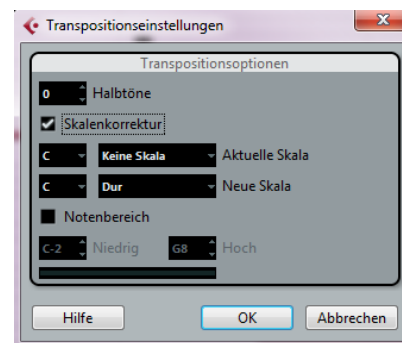 Transpositionseinstellungen
Transpositionsoptionen
0 Halbtöne
Skalenkorrektur
C Keine Skala Aktuelle Skala
C Dur Neue Skala
Notenbereich
C-2 Niedrig G8 Hoch
Hilfe OK Abbrechen